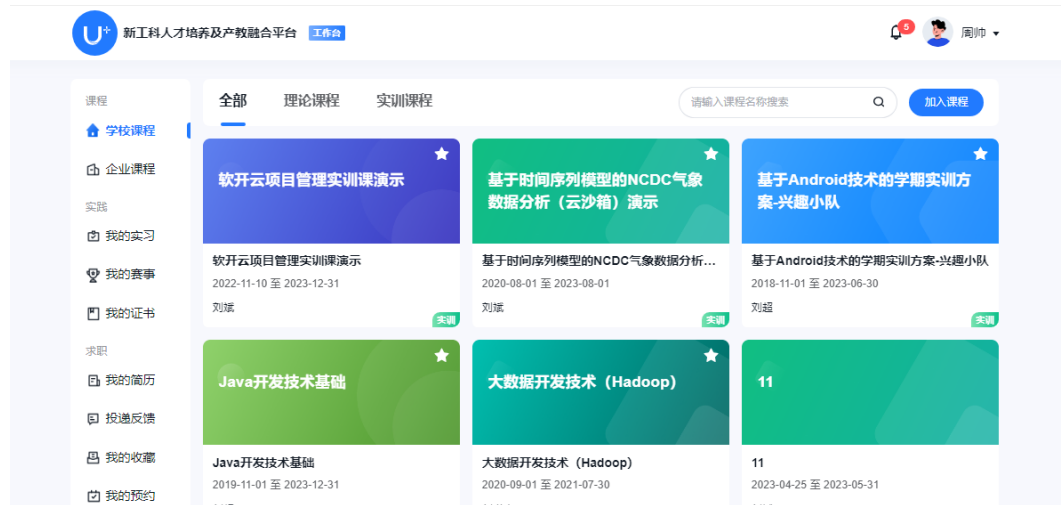 U+ 新工科人才培养及产教融合平台 工作台 5 周帅
课程
学校课程
企业课程
实践
我的实习
我的赛事
我的证书
求职
我的简历
投递反馈
我的收藏
我的预约
全部 理论课程 实训课程 请输入课程名称搜索 加入课程
软开云项目管理实训课演示
软开云项目管理实训课演示
2022-11-10 至 2023-12-31
刘斌
实训
基于时间序列模型的NCDC气象
数据分析（云沙箱）演示
基于时间序列模型的NCDC气象数据分析...
2020-08-01 至 2023-08-01
刘斌
实训
基于Android技术的学期实训方
案-兴趣小队
基于Android技术的学期实训方案-兴趣小队
2018-11-01 至 2023-06-30
刘超
实训
Java开发技术基础
Java开发技术基础
2019-11-01 至 2023-12-31
大数据开发技术（Hadoop）
大数据开发技术（Hadoop）
2020-09-01 至 2021-07-30
11
11
2023-04-25 至 2023-05-31